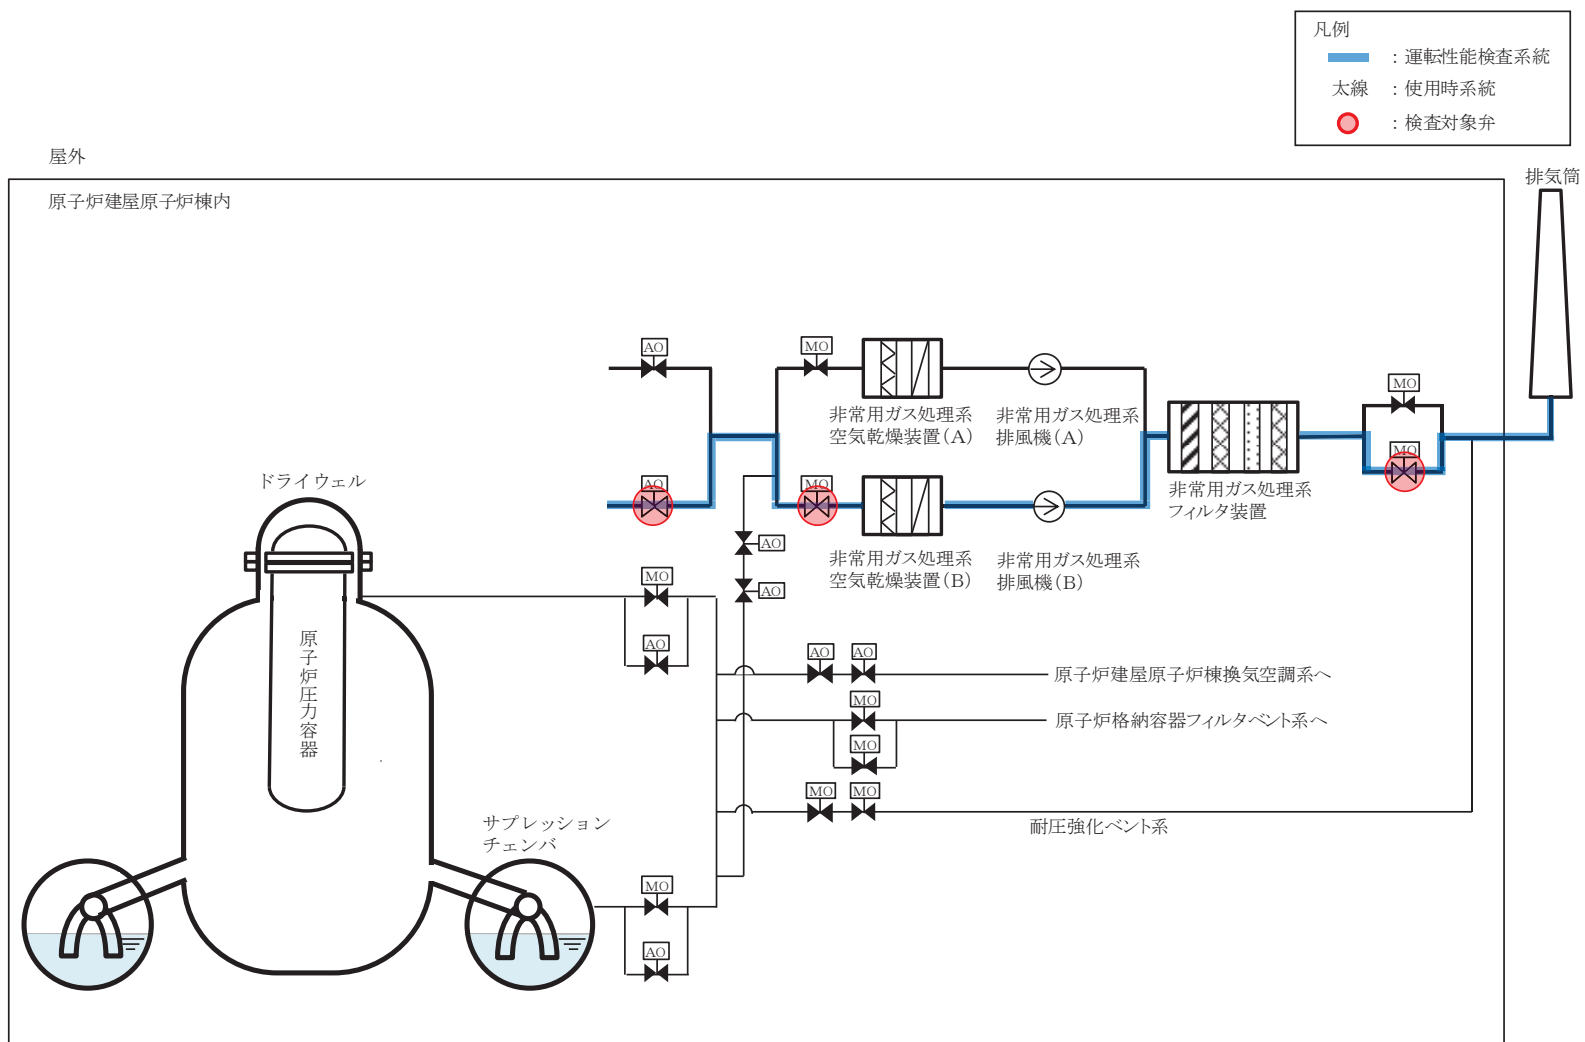 凡例
：運転性能検査系統
太線 ：使用時系統
：検査対象弁
屋外
排気筒
原子炉建屋原子炉棟内
MO
AO
MO
非常用ガス処理系
空気乾燥装置(A)
非常用ガス処理系
排風機(A)
MO
ドライウェル
AO
MO
非常用ガス処理系
フィルタ装置
AO
非常用ガス処理系
空気乾燥装置(B)
非常用ガス処理系
排風機(B)
MO
AO
原子炉圧力容器
AO
AO
AO
原子炉建屋原子炉棟換気空調系へ
MO
原子炉格納容器フィルタベント系へ
MO
MO
MO
耐圧強化ベント系
サプレッション
チェンバ
MO
AO